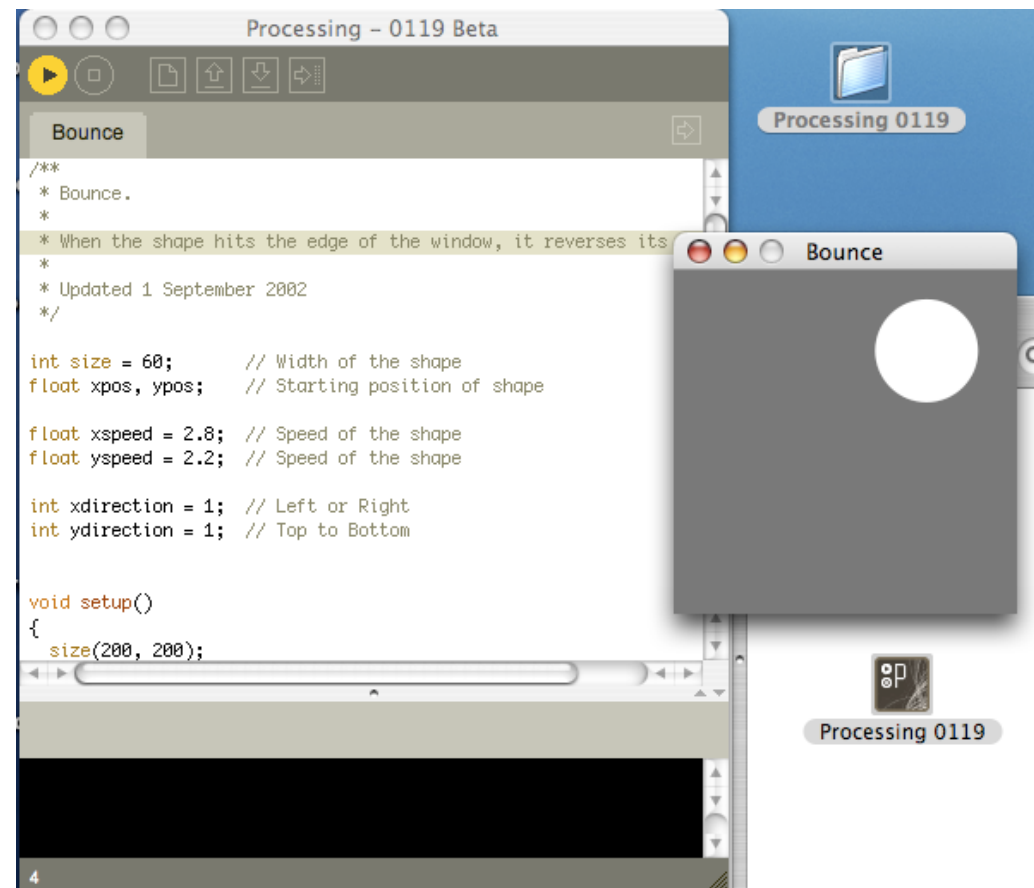 Processing – 0119 Beta
Bounce
/**
 * Bounce.
 *
 * When the shape hits the edge of the window, it reverses its
 *
 * Updated 1 September 2002
 */
int size = 60;       // Width of the shape
float xpos, ypos;    // Starting position of shape
float xspeed = 2.8;  // Speed of the shape
float yspeed = 2.2;  // Speed of the shape
int xdirection = 1;  // Left or Right
int ydirection = 1;  // Top to Bottom
void setup()
{
  size(200, 200);
4
Processing 0119
Bounce
Processing 0119